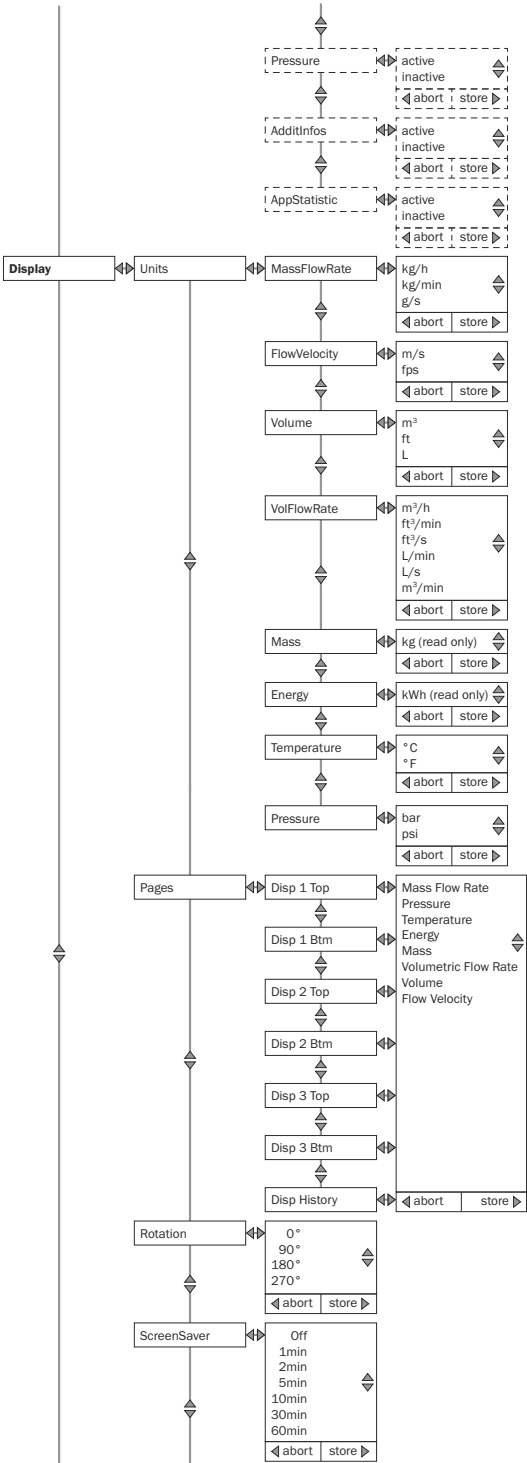 Pressure
active
inactive
abort store
AdditInfos
active
inactive
abort store
AppStatistic
active
inactive
abort store
Display
Units
MassFlowRate
kg/h
kg/min
g/s
abort store
FlowVelocity
m/s
fps
abort store
Volume
m³
ft
L
abort store
VolFlowRate
m³/h
ft³/min
ft³/s
L/min
L/s
m³/min
abort store
Mass
kg (read only)
abort store
Energy
kWh (read only)
abort store
Temperature
°C
°F
abort store
Pressure
bar
psi
abort store
Pages
Disp 1 Top
Mass Flow Rate
Pressure
Temperature
Energy
Mass
Volumetric Flow Rate
Volume
Flow Velocity
Disp 1 Btm
Disp 2 Top
Disp 2 Btm
Disp 3 Top
Disp 3 Btm
Disp History
abort store
Rotation
0°
90°
180°
270°
abort store
ScreenSaver
Off
1min
2min
5min
10min
30min
60min
abort store